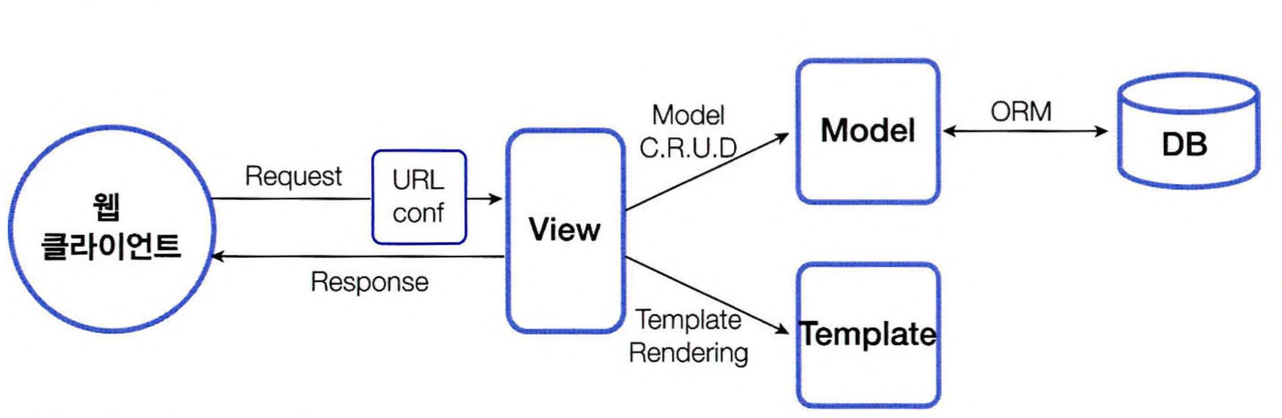 웹
클라이언트
Request
URL
conf
Response
View
Model
C.R.U.D
Template
Rendering
Model
ORM
DB
Template